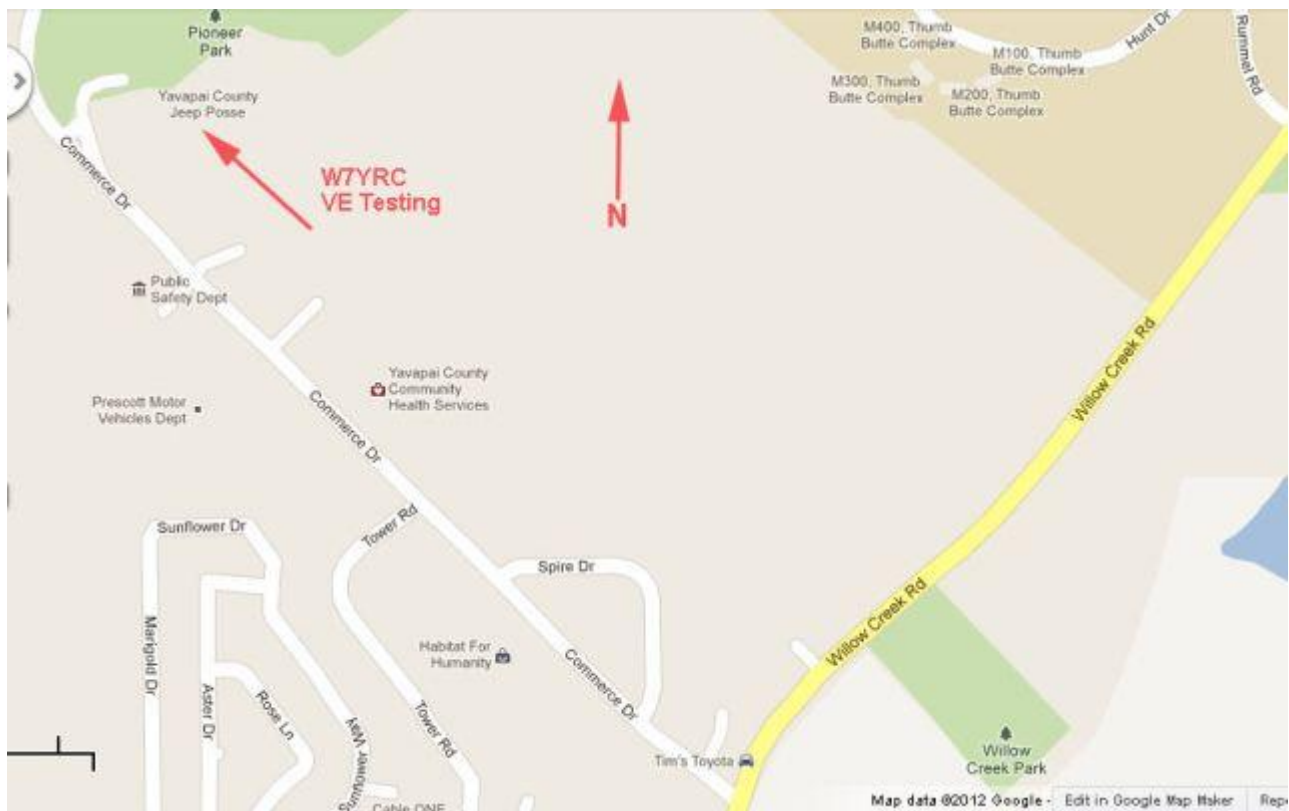 Pioneer
Park
Yavapai County
Jeep Posse
M400, Thumb
Butte Complex
Hunt Dr
Rummel Rd
M100, Thumb
Butte Complex
M300, Thumb
Butte Complex
M200, Thumb
Butte Complex
Commerce Dr
W7YRC
VE Testing
N
Public
Safety Dept
Willow Creek Rd
Yavapai County
Community
Health Services
Prescott Motor
Vehicles Dept
Commerce Dr
Sunflower Dr
Tower Rd
Spire Dr
Willow Creek Rd
Marigold Dr
Habitat For
Humanity
Commerce Dr
Aster Dr
Rose Ln
Sunflower Way
Tower Rd
Tim's Toyota
Willow
Creek Park
Cable ONE
Map data ©2012 Google -
Edit in Google Map Maker